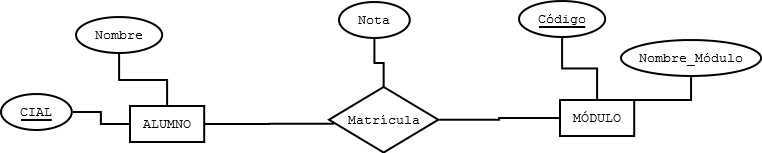 Nombre
Nota
Código
Nombre_Módulo
CIAL
ALUMNO
Matrícula
MÓDULO